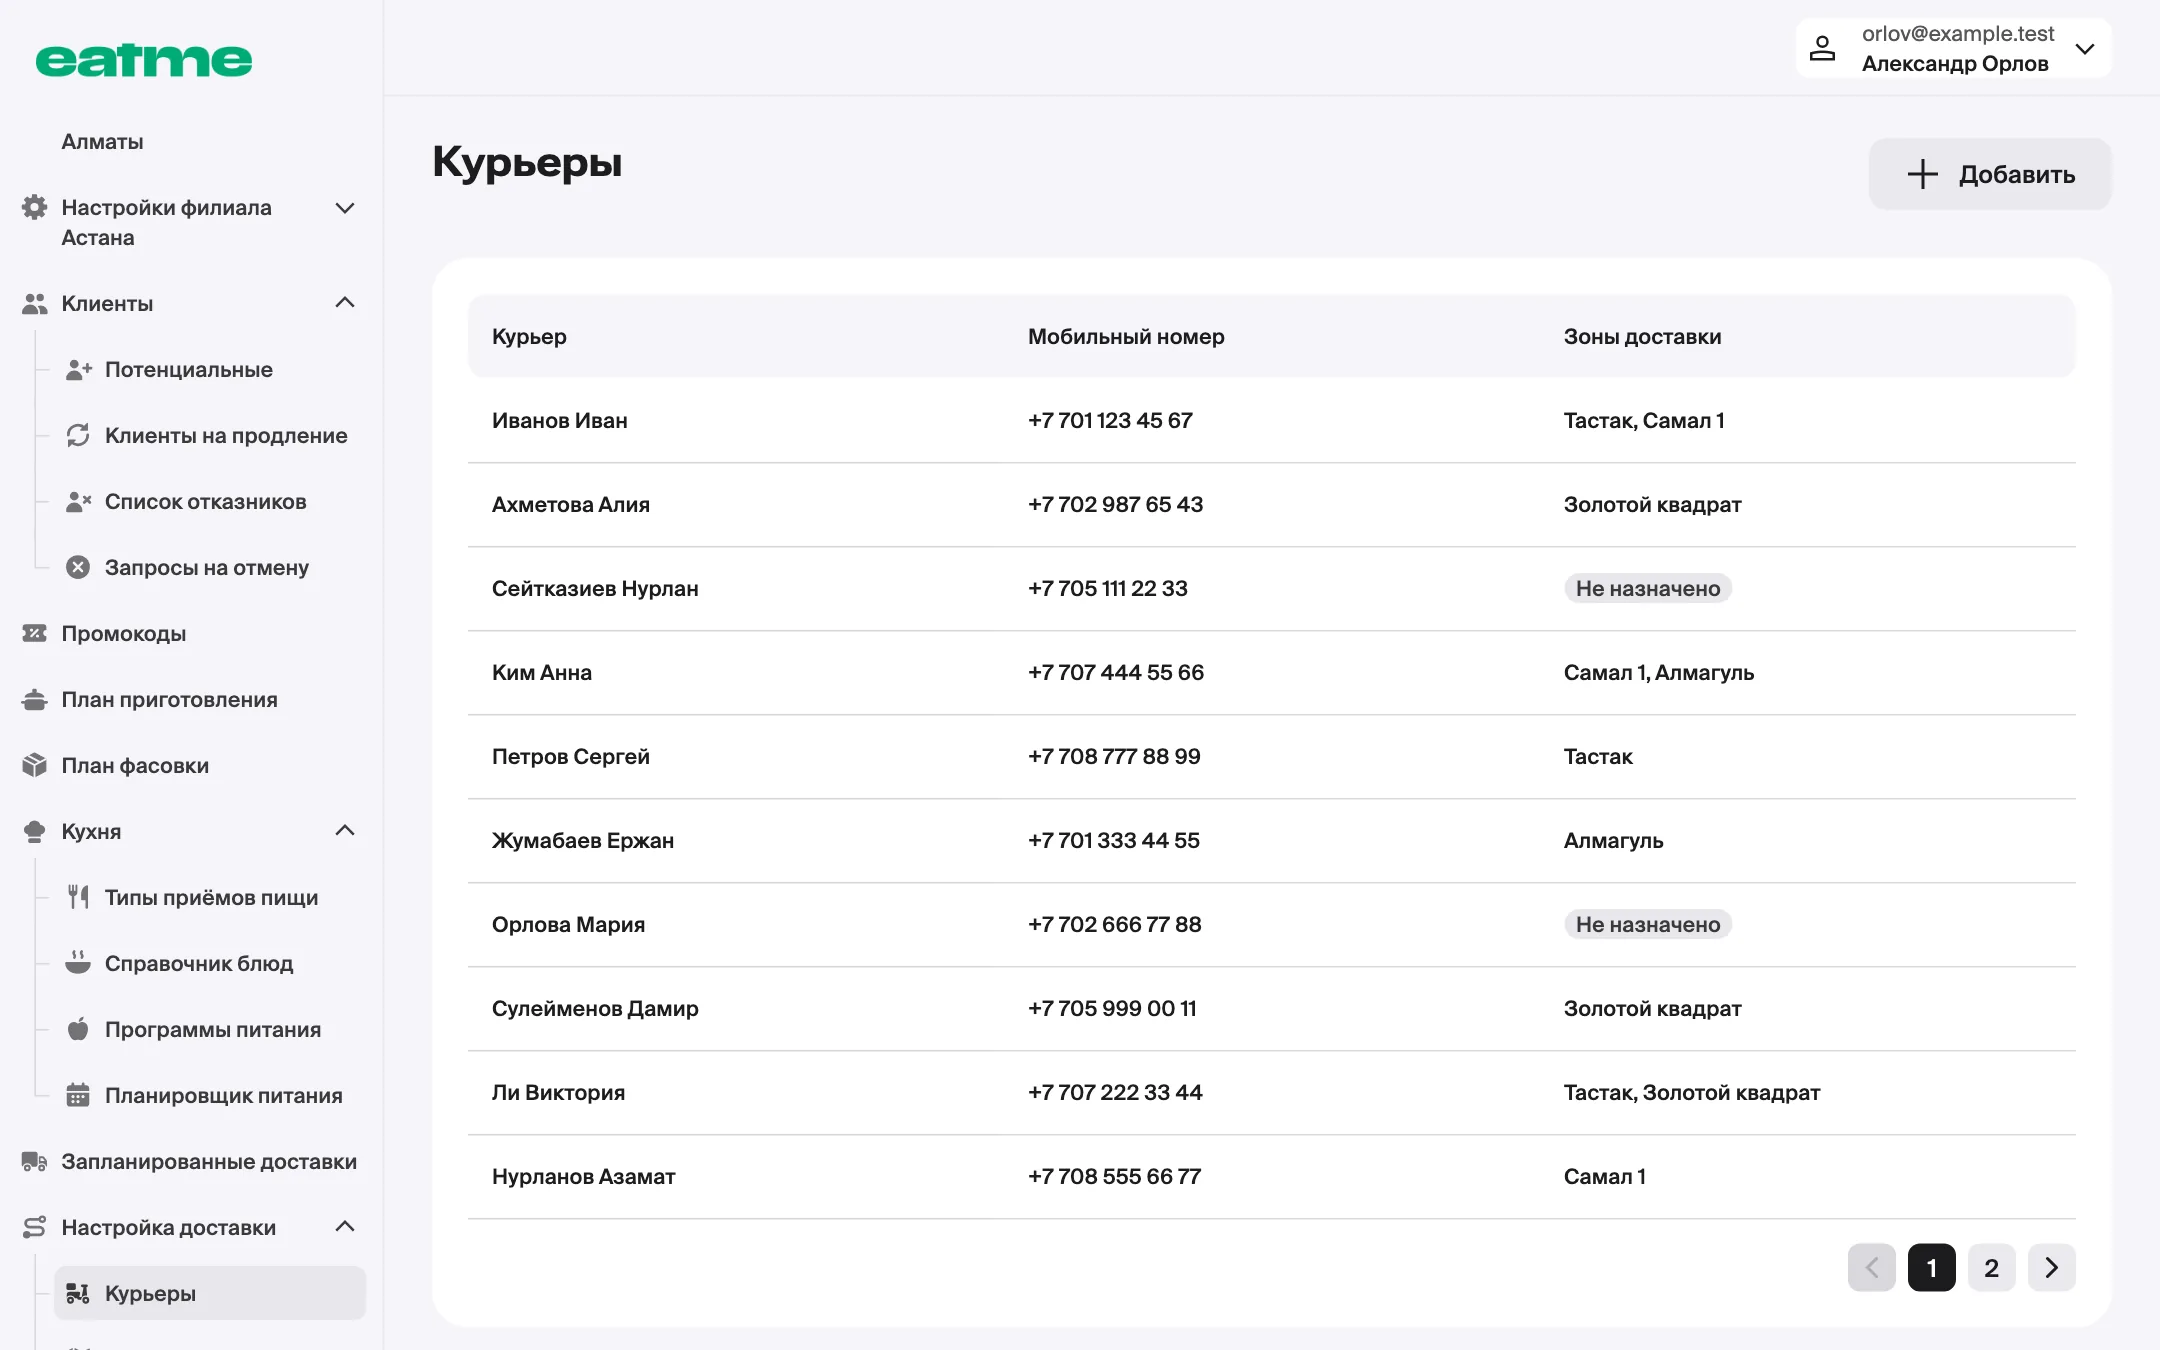 eatme
Алматы
Настройки филиала
Астана
Клиенты
Потенциальные
Клиенты на продление
Список отказников
Запросы на отмену
Промокоды
План приготовления
План фасовки
Кухня
Типы приёмов пищи
Справочник блюд
Программы питания
Планировщик питания
Запланированные доставки
Настройка доставки
Курьеры
orlov@example.test
Александр Орлов
Курьеры
Добавить
Курьер Мобильный номер Зоны доставки
Иванов Иван +7 701 123 45 67 Тастак, Самал 1
Ахметова Алия +7 702 987 65 43 Золотой квадрат
Сейтказиев Нурлан +7 705 111 22 33 Не назначено
Ким Анна +7 707 444 55 66 Самал 1, Алмагуль
Петров Сергей +7 708 777 88 99 Тастак
Жумабаев Ержан +7 701 333 44 55 Алмагуль
Орлова Мария +7 702 666 77 88 Не назначено
Сулейменов Дамир +7 705 999 00 11 Золотой квадрат
Ли Виктория +7 707 222 33 44 Тастак, Золотой квадрат
Нурланов Азамат +7 708 555 66 77 Самал 1
1 2